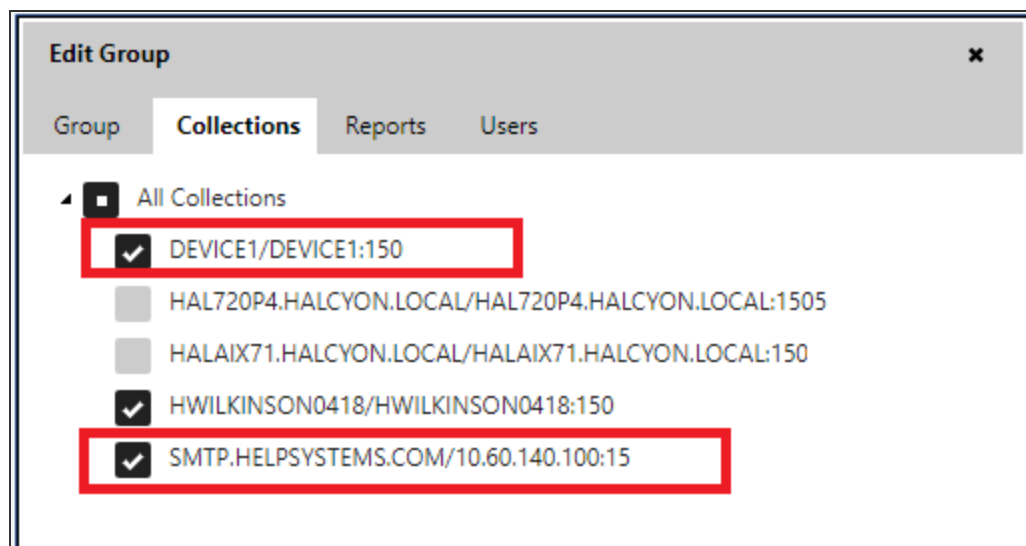 Edit Group
Group Collections Reports Users
All Collections
DEVICE1/DEVICE1:150
HAL720P4.HALCYON.LOCAL/HAL720P4.HALCYON.LOCAL:1505
HALAIX71.HALCYON.LOCAL/HALAIX71.HALCYON.LOCAL:150
HWILKINSON0418/HWILKINSON0418:150
SMTP.HELPSYSTEMS.COM/10.60.140.100:15